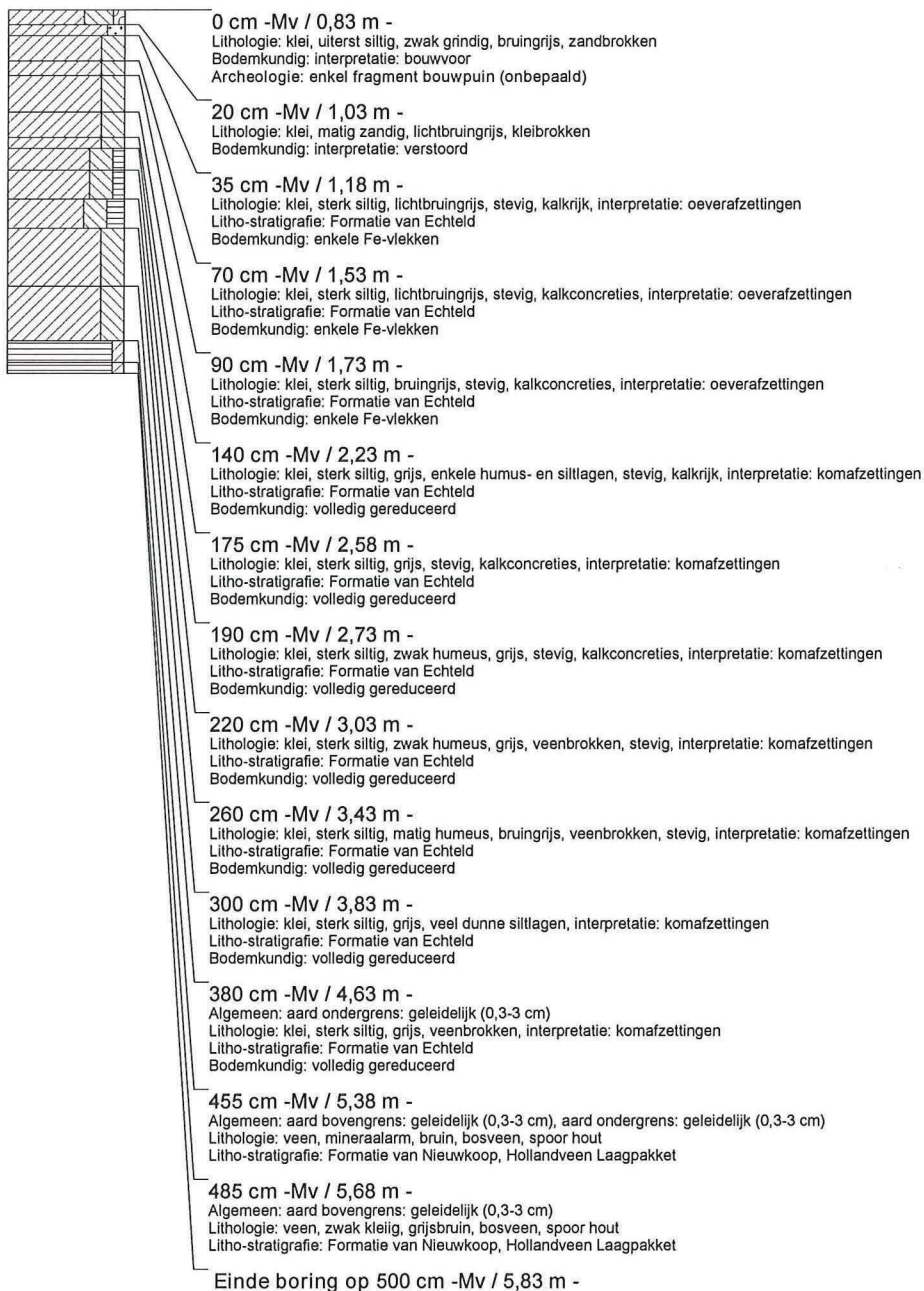 0 cm -Mv / 0,83 m -
Lithologie: klei, uiterst siltig, zwak grindig, bruingrijs, zandbrokken
Bodemkundig: interpretatie: bouwvoor
Archeologie: enkel fragment bouwpuin (onbepaald)
20 cm -Mv / 1,03 m -
Lithologie: klei, matig zandig, lichtbruingrijs, kleibrokken
Bodemkundig: interpretatie: verstoord
35 cm -Mv / 1,18 m -
Lithologie: klei, sterk siltig, lichtbruingrijs, stevig, kalkrijk, interpretatie: oeverafzettingen
Litho-stratigrafie: Formatie van Echteld
Bodemkundig: enkele Fe-vlekken
70 cm -Mv / 1,53 m -
Lithologie: klei, sterk siltig, lichtbruingrijs, stevig, kalkconcreties, interpretatie: oeverafzettingen
Litho-stratigrafie: Formatie van Echteld
Bodemkundig: enkele Fe-vlekken
90 cm -Mv / 1,73 m -
Lithologie: klei, sterk siltig, bruingrijs, stevig, kalkconcreties, interpretatie: oeverafzettingen
Litho-stratigrafie: Formatie van Echteld
Bodemkundig: enkele Fe-vlekken
140 cm -Mv / 2,23 m -
Lithologie: klei, sterk siltig, grijs, enkele humus- en siltlagen, stevig, kalkrijk, interpretatie: komafzettingen
Litho-stratigrafie: Formatie van Echteld
Bodemkundig: volledig gereduceerd
175 cm -Mv / 2,58 m -
Lithologie: klei, sterk siltig, grijs, stevig, kalkconcreties, interpretatie: komafzettingen
Litho-stratigrafie: Formatie van Echteld
Bodemkundig: volledig gereduceerd
190 cm -Mv / 2,73 m -
Lithologie: klei, sterk siltig, zwak humeus, grijs, stevig, kalkconcreties, interpretatie: komafzettingen
Litho-stratigrafie: Formatie van Echteld
Bodemkundig: volledig gereduceerd
220 cm -Mv / 3,03 m -
Lithologie: klei, sterk siltig, zwak humeus, grijs, veenbrokken, stevig, interpretatie: komafzettingen
Litho-stratigrafie: Formatie van Echteld
Bodemkundig: volledig gereduceerd
260 cm -Mv / 3,43 m -
Lithologie: klei, sterk siltig, matig humeus, bruingrijs, veenbrokken, stevig, interpretatie: komafzettingen
Litho-stratigrafie: Formatie van Echteld
Bodemkundig: volledig gereduceerd
300 cm -Mv / 3,83 m -
Lithologie: klei, sterk siltig, grijs, veel dunne siltlagen, interpretatie: komafzettingen
Litho-stratigrafie: Formatie van Echteld
Bodemkundig: volledig gereduceerd
380 cm -Mv / 4,63 m -
Algemeen: aard ondergrens: geleidelijk (0,3-3 cm)
Lithologie: klei, sterk siltig, grijs, veenbrokken, interpretatie: komafzettingen
Litho-stratigrafie: Formatie van Echteld
Bodemkundig: volledig gereduceerd
455 cm -Mv / 5,38 m -
Algemeen: aard bovengrens: geleidelijk (0,3-3 cm), aard ondergrens: geleidelijk (0,3-3 cm)
Lithologie: veen, mineraalarm, bruin, bosveen, spoor hout
Litho-stratigrafie: Formatie van Nieuwkoop, Hollandveen Laagpakket
485 cm -Mv / 5,68 m -
Algemeen: aard bovengrens: geleidelijk (0,3-3 cm)
Lithologie: veen, zwak kleiig, grijsbruin, bosveen, spoor hout
Litho-stratigrafie: Formatie van Nieuwkoop, Hollandveen Laagpakket
Einde boring op 500 cm -Mv / 5,83 m -